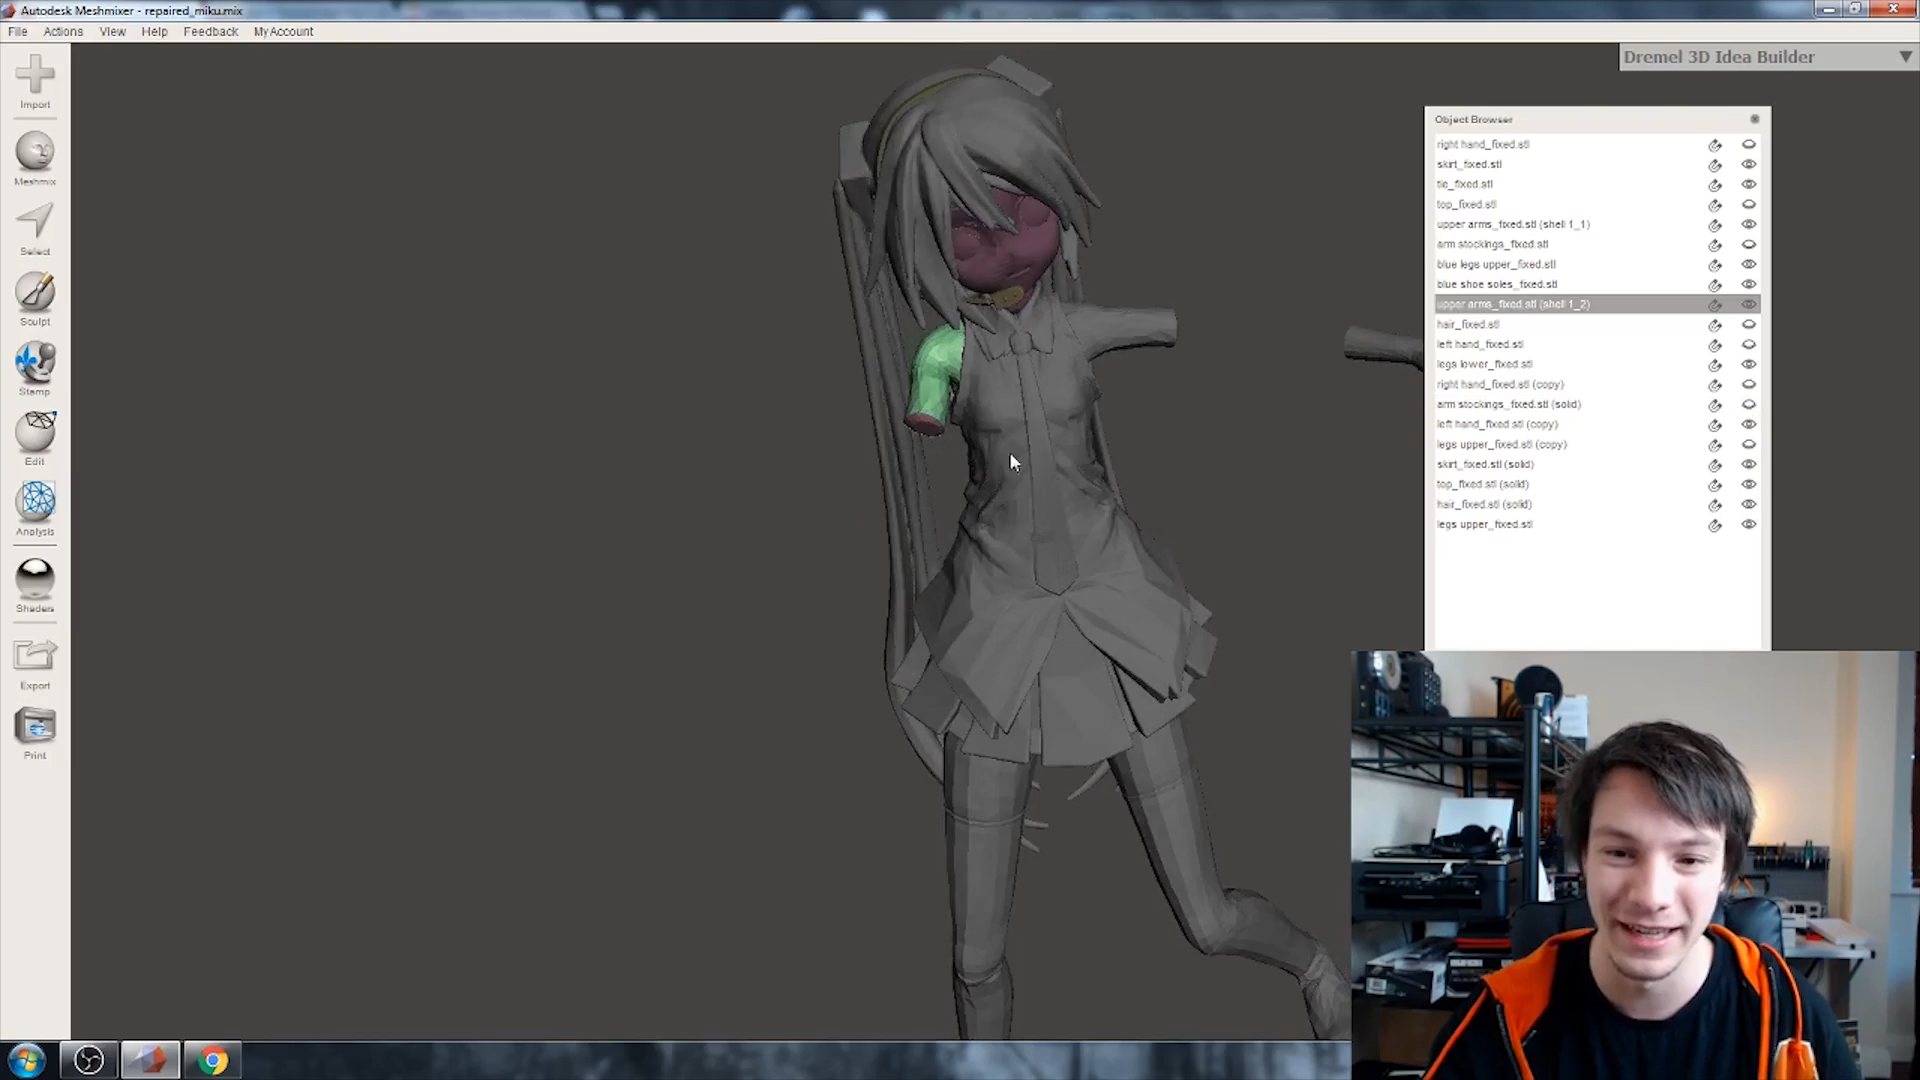 Autodesk Meshmixer - repaired_miku.mix
File Actions View Help Feedback My Account
Dremel 3D Idea Builder
Import
Meshmix
Select
Sculpt
Stamp
Edit
Analysis
Shaders
Export
Print
Object Browser
right hand_fixed.stl
skirt_fixed.stl
tie_fixed.stl
top_fixed.stl
upper arms_fixed.stl (shell 1_1)
arm stockings_fixed.stl
blue legs upper_fixed.stl
blue shoe soles_fixed.stl
upper arms_fixed.stl (shell 1_2)
hair_fixed.stl
left hand_fixed.stl
legs lower_fixed.stl
right hand_fixed.stl (copy)
arm stockings_fixed.stl (solid)
left hand_fixed.stl (copy)
legs upper_fixed.stl (copy)
skirt_fixed.stl (solid)
top_fixed.stl (solid)
hair_fixed.stl (solid)
legs upper_fixed.stl